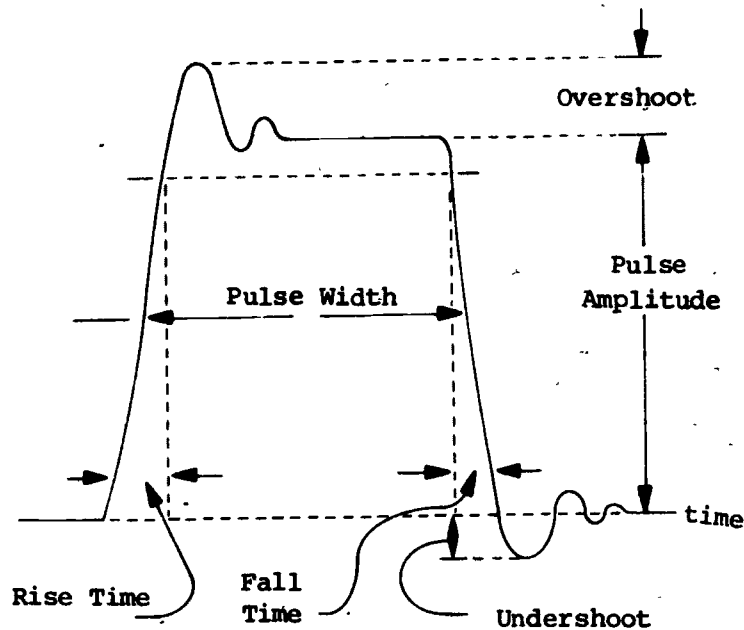 Overshoot
Pulse
Amplitude
Pulse Width
time
Rise Time
Fall
Time
Undershoot